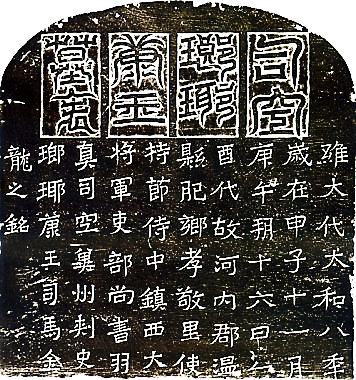 司空
瑯琊
康王
墓表
維大代太和八年
歲在甲子十一月
庚午朔十六日乙
酉代故河內郡溫
縣肥鄉孝敬里使
持節侍中鎮西大
將軍吏部尚書羽
真司空冀州刺史
瑯琊康王司馬金
龍之銘